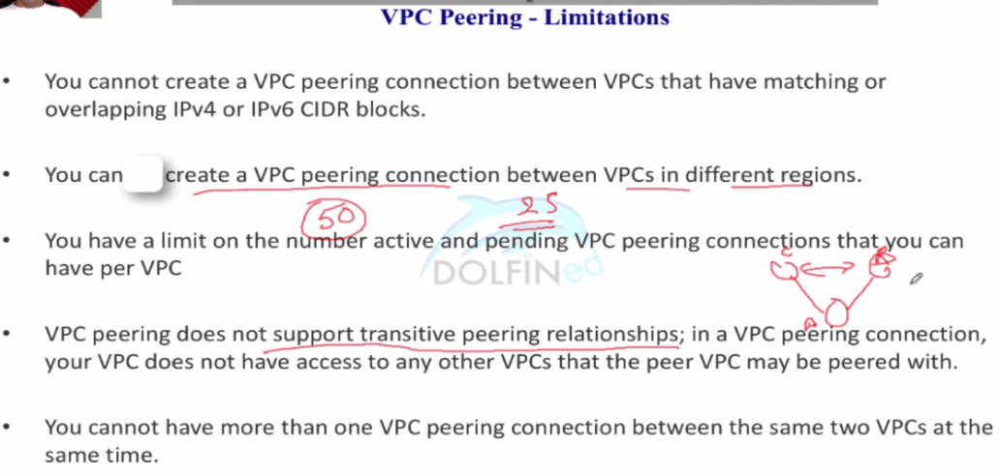 VPC Peering - Limitations
• You cannot create a VPC peering connection between VPCs that have matching or
overlapping IPv4 or IPv6 CIDR blocks.
• You can create a VPC peering connection between VPCs in different regions.
50 25
• You have a limit on the number active and pending VPC peering connections that you can
have per VPC
DOLFINed
C B
A
• VPC peering does not support transitive peering relationships; in a VPC peering connection,
your VPC does not have access to any other VPCs that the peer VPC may be peered with.
• You cannot have more than one VPC peering connection between the same two VPCs at the
same time.